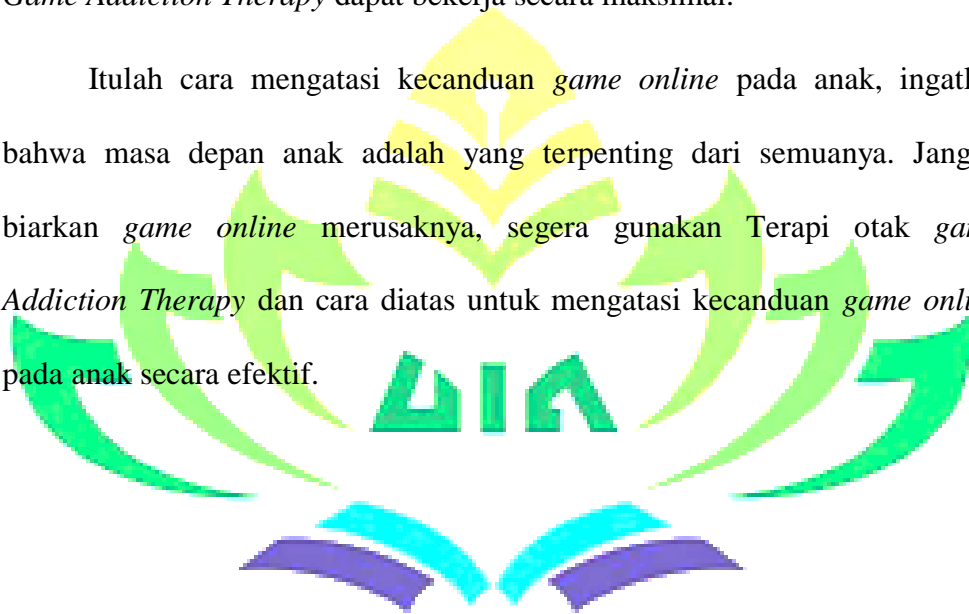 Game Addiction Therapy dapat bekerja secara maksimal.
Itulah cara mengatasi kecanduan game online pada anak,
bahwa masa depan anak adalah yang terpenting dari semuanya.
biarkan game online merusaknya, segera gunakan Terapi otak
Addiction Therapy dan cara diatas untuk mengatasi kecanduan game
pada anak secara efektif.